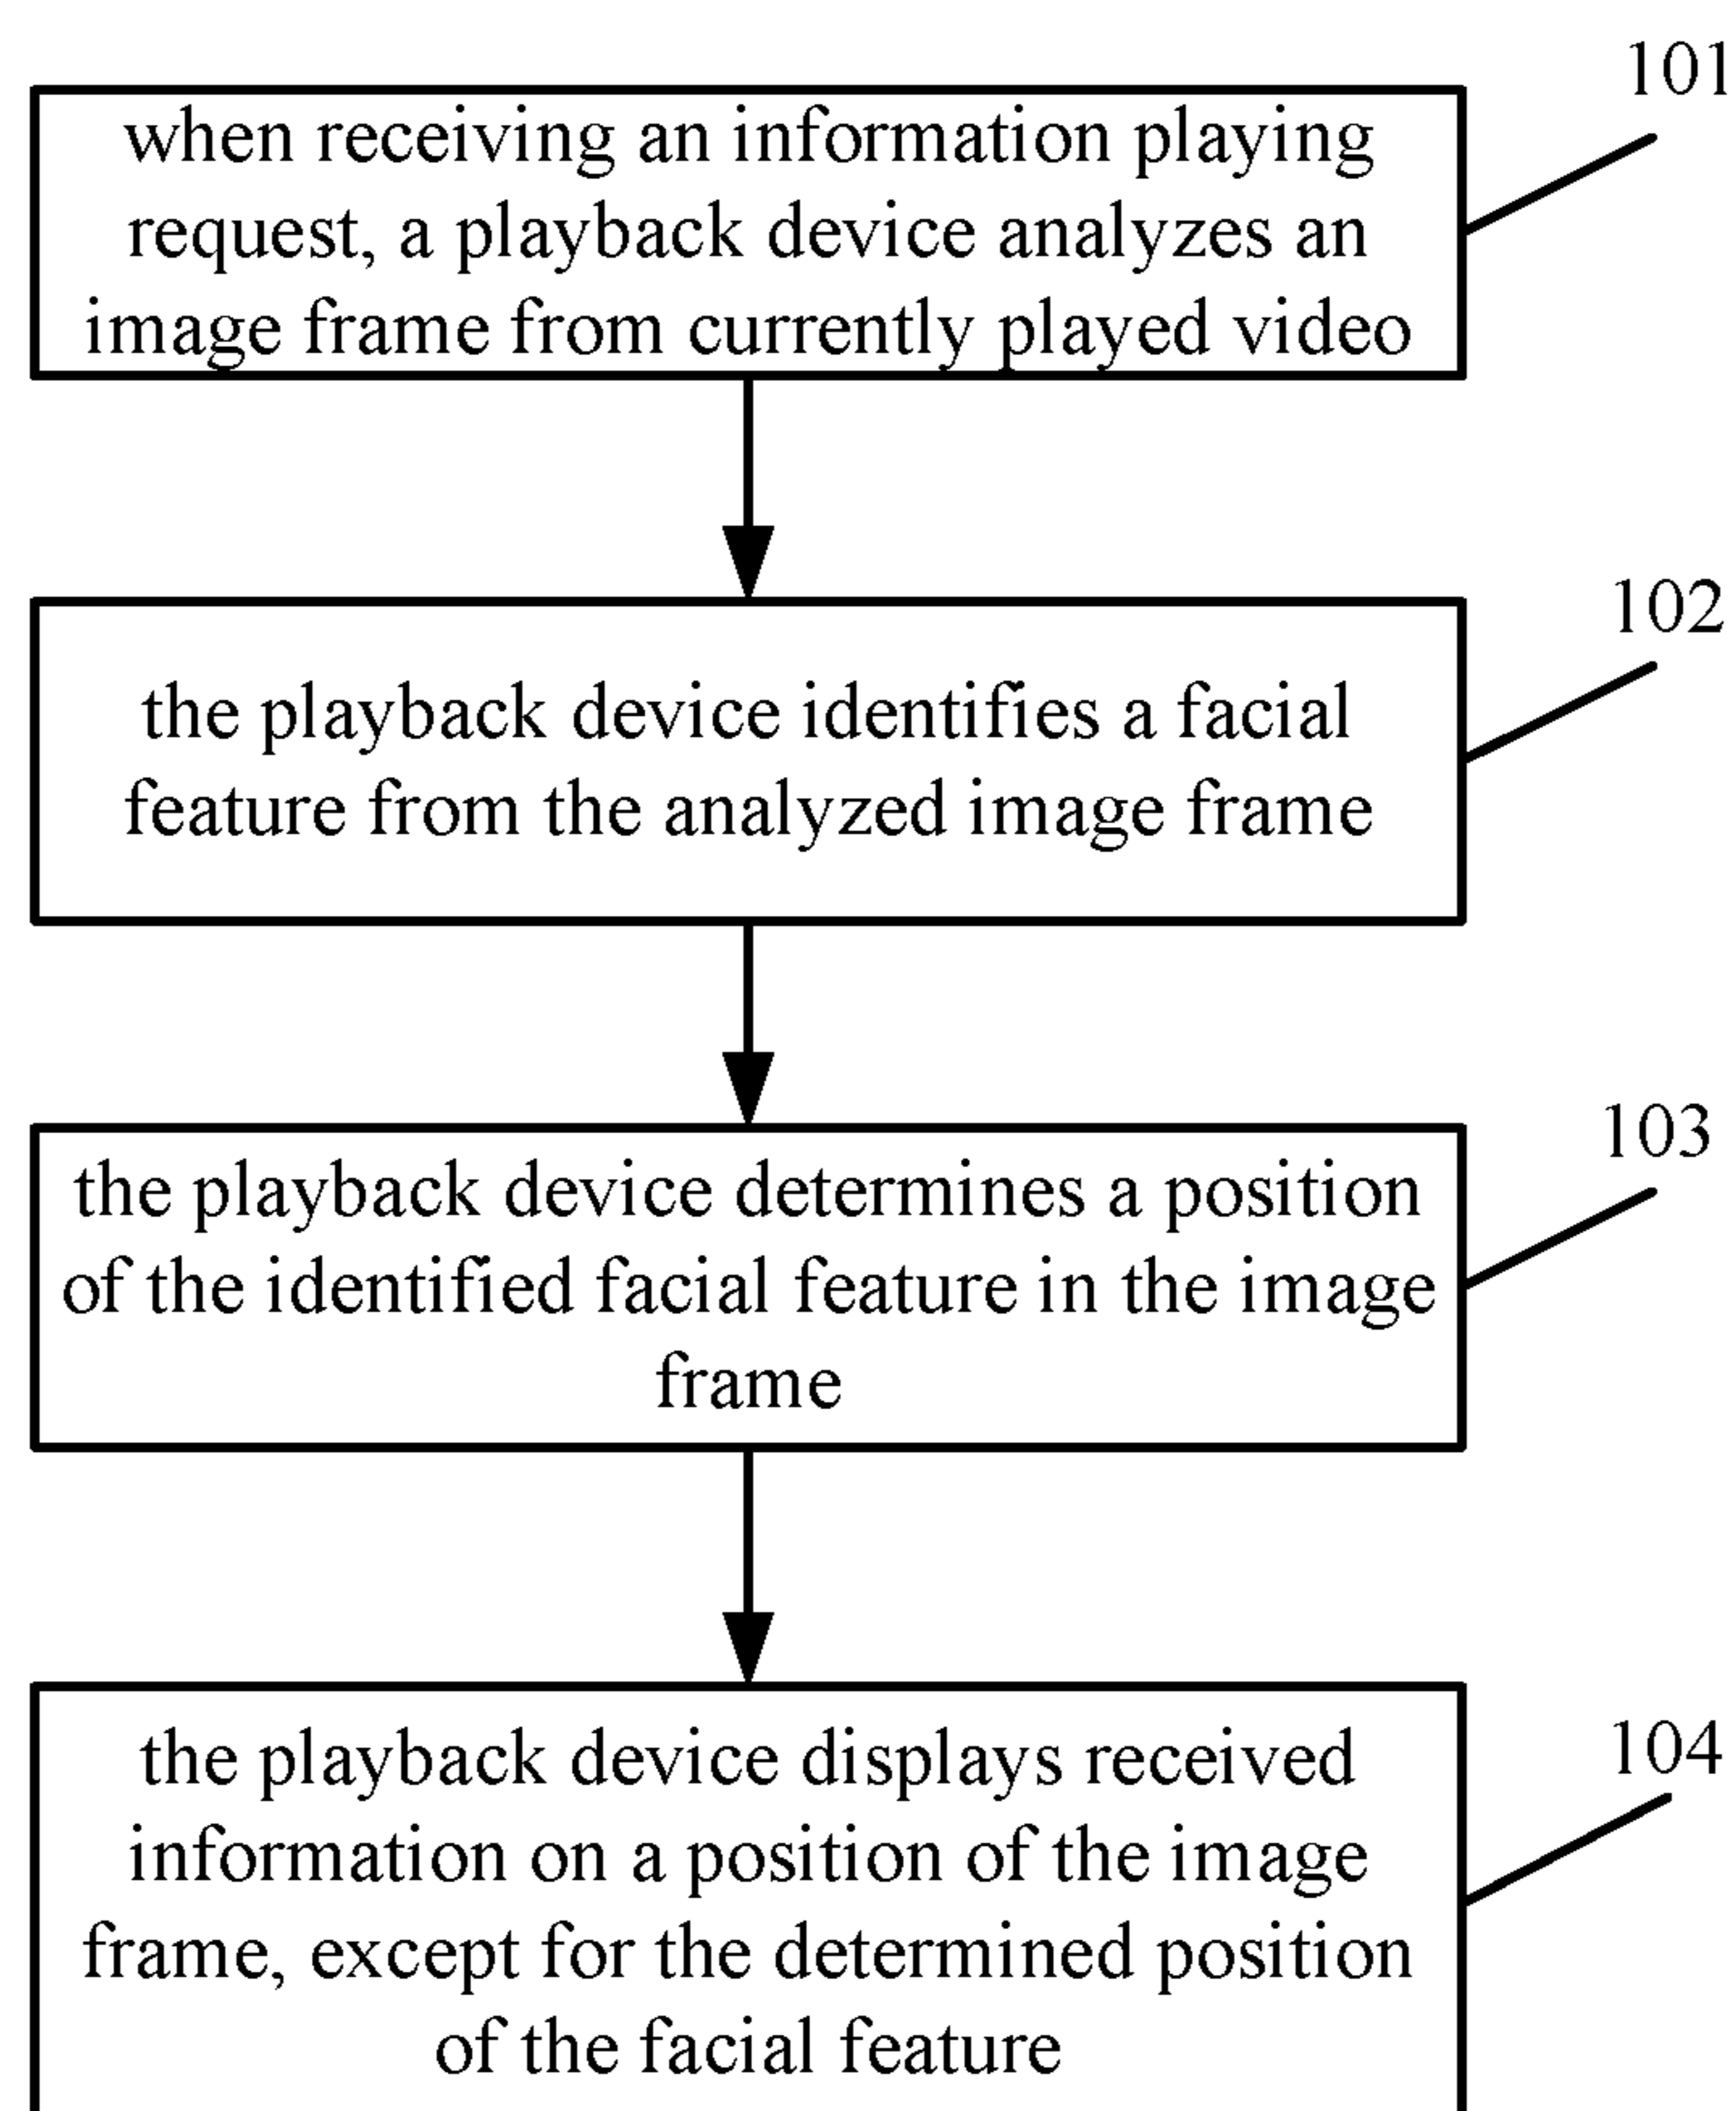 101
when receiving an information playing
request, a playback device analyzes an
image frame from currently played video
102
the playback device identifies a facial
feature from the analyzed image frame
103
the playback device determines a position
of the identified facial feature in the image
frame
104
the playback device displays received
information on a position of the image
frame, except for the determined position
of the facial feature